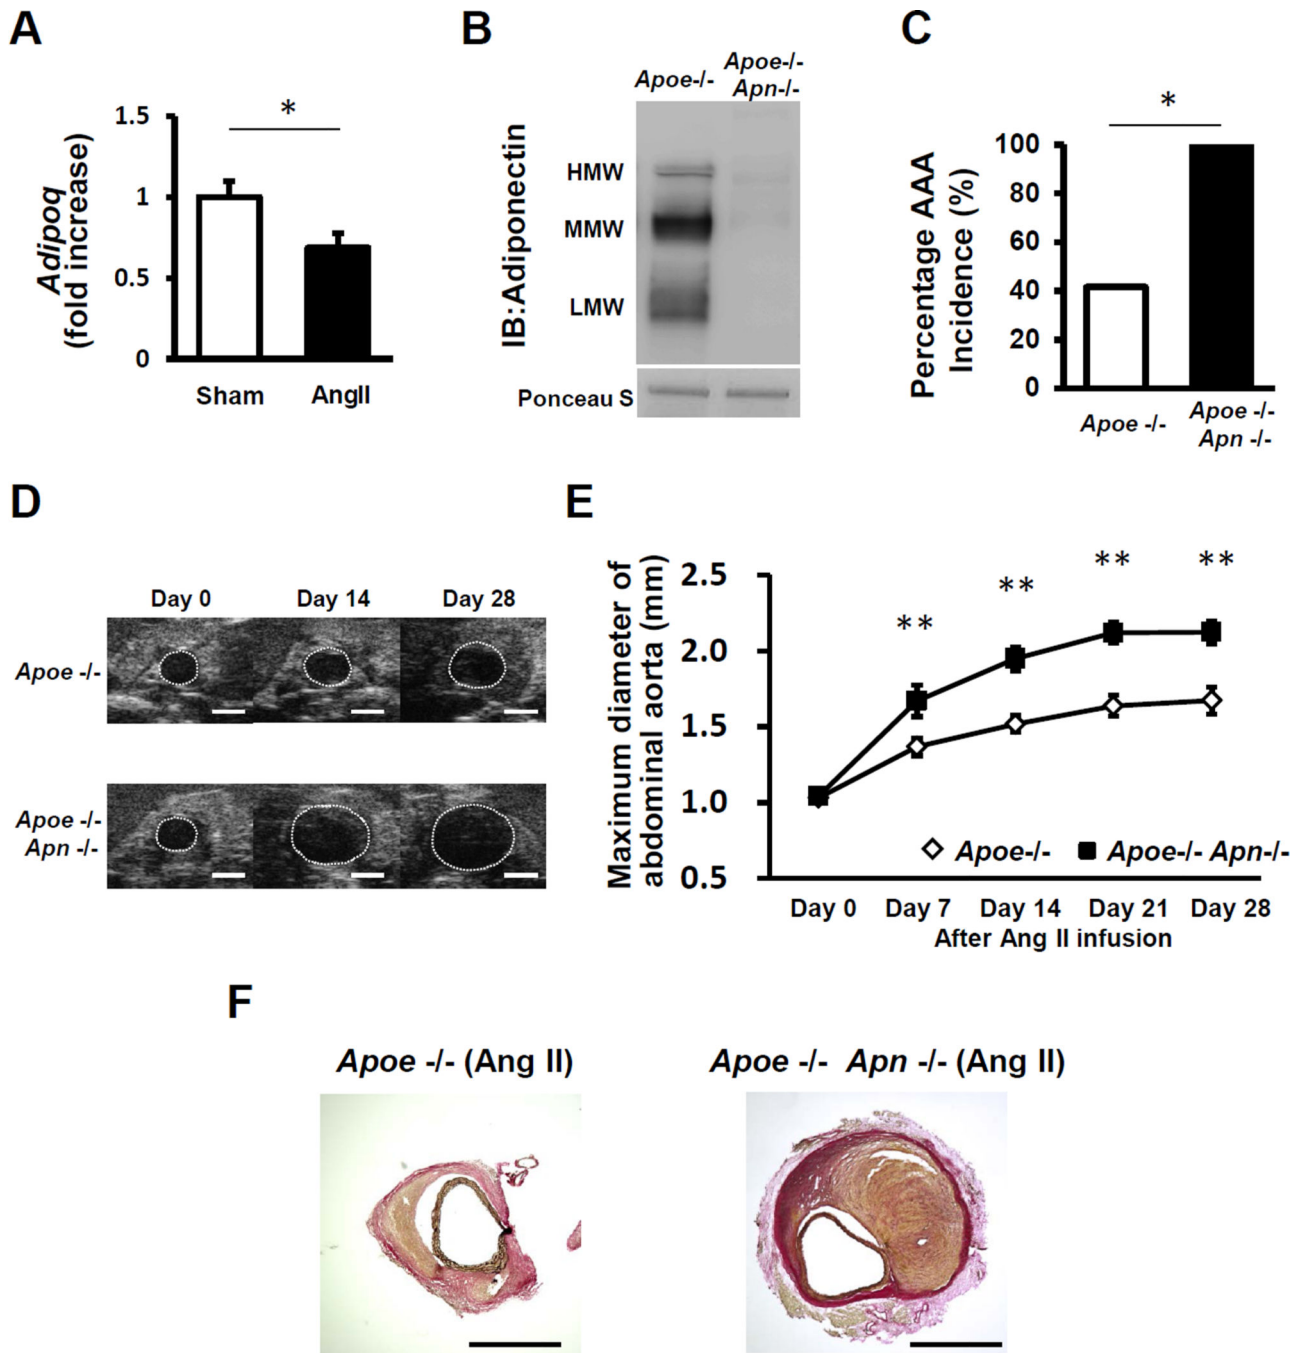 A
1.5
1
0.5
0
Adipoq
(fold increase)
*
Sham
AngII
B
Apoe-/-
Apoe-/-
Apn-/-
IB:Adiponectin
HMW
MMW
LMW
Ponceau S
C
Percentage AAA
Incidence (%)
100
80
60
40
20
0
*
Apoe -/-
Apoe -/-
Apn -/-
D
Day 0
Day 14
Day 28
Apoe -/-
Apoe -/-
Apn -/-
E
Maximum diameter of
abdominal aorta (mm)
2.5
2.0
1.5
1.0
0.5
**
**
**
**
Apoe-/-
Apoe-/- Apn-/-
Day 0
Day 7
Day 14
Day 21
Day 28
After Ang II infusion
F
Apoe -/- (Ang II)
Apoe -/- Apn -/- (Ang II)